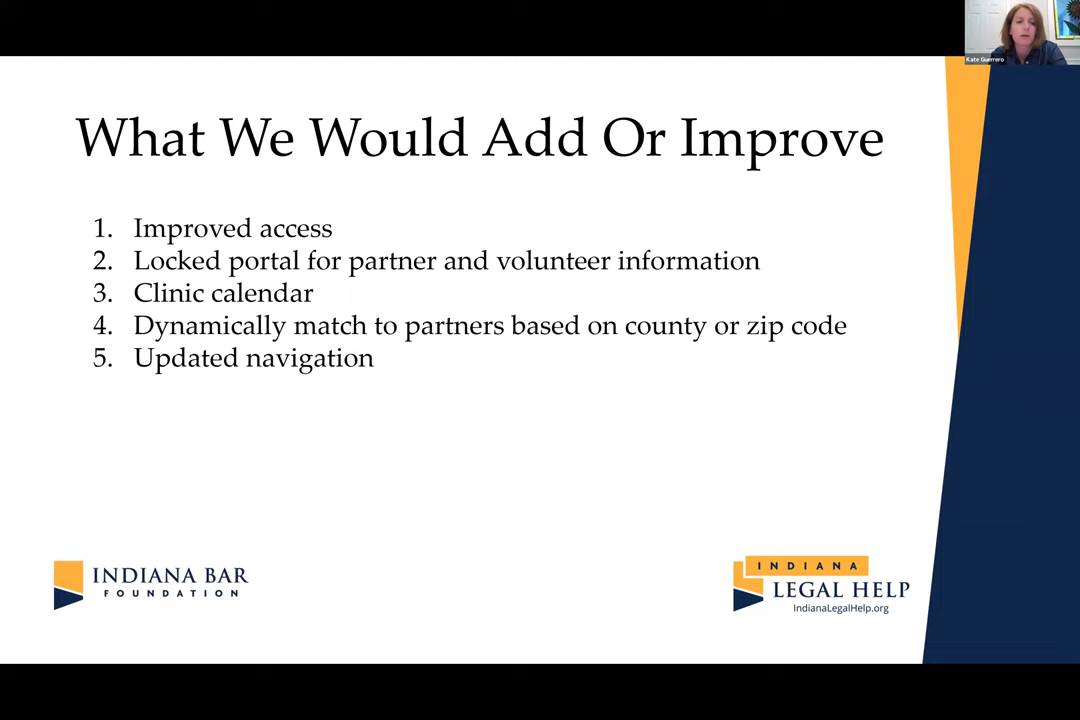 Kate Guerrero
What We Would Add Or Improve
1. Improved access
2. Locked portal for partner and volunteer information
3. Clinic calendar
4. Dynamically match to partners based on county or zip code
5. Updated navigation
INDIANA BAR
FOUNDATION
INDIANA
LEGAL HELP
IndianaLegalHelp.org